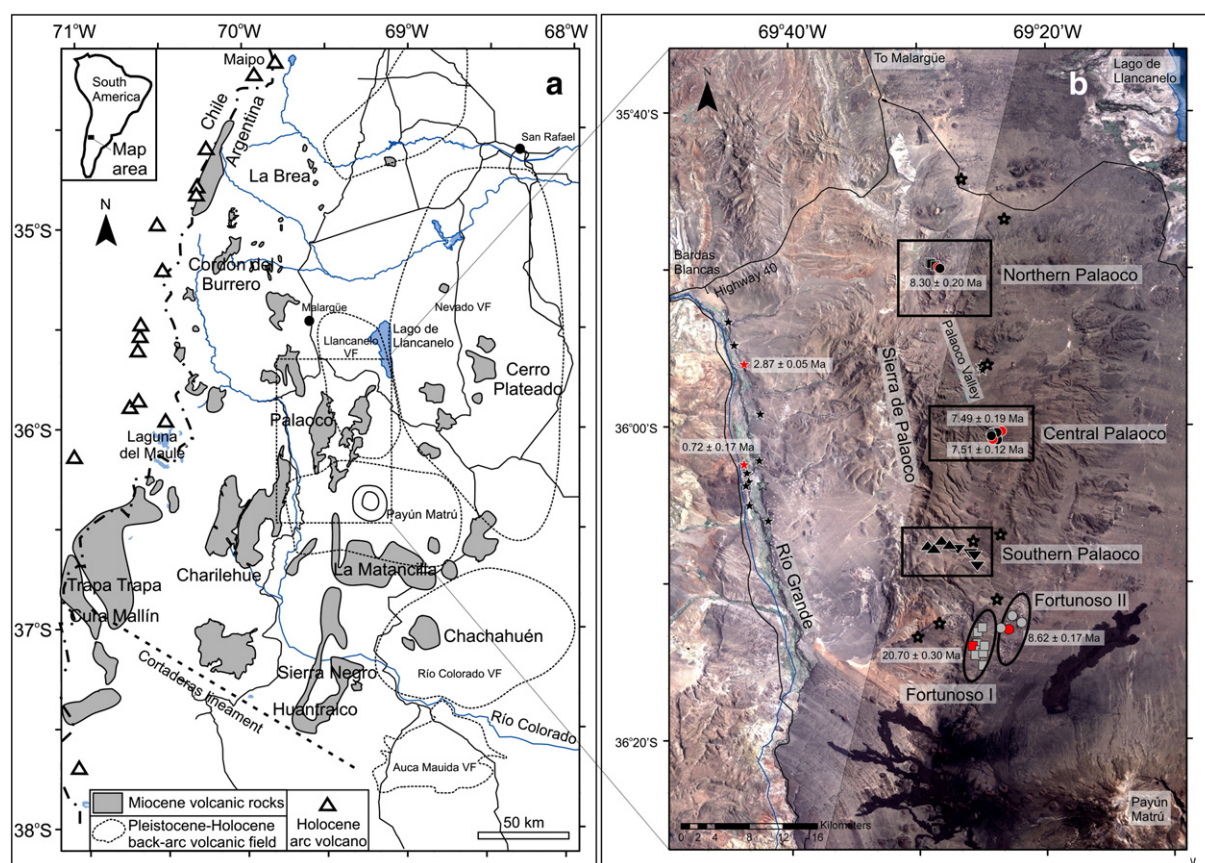 71°W
70°W
69°W
68°W
35°S
36°S
37°S
38°S
a
South
America
Map
area
N
Maipo
Chile
Argentina
San Rafael
La Brea
Cordón del
Burrero
Malargüe
Nevado VF
Llancanelo
VF
Lago de
Llancanelo
Cerro
Plateado
Palaoco
Laguna
del Maule
Payún Matrú
Charilehue
La Matancilla
Trapa Trapa
Cura Mallín
Chachahuén
Sierra Negro
Río Colorado VF
Huantraico
Cortaderas lineament
Río Colorado
Auca Mauida VF
Miocene volcanic rocks
Pleistocene-Holocene
back-arc volcanic field
Holocene
arc volcano
50 km
69°40'W
69°20'W
35°40'S
36°00'S
36°20'S
b
N
To Malargüe
Lago de
Llancanelo
Bardas
Blancas
Highway 40
Northern Palaoco
8.30 ± 0.20 Ma
Palaoco Valley
Sierra de Palaoco
2.87 ± 0.05 Ma
7.49 ± 0.19 Ma
Central Palaoco
7.51 ± 0.12 Ma
0.72 ± 0.17 Ma
Río Grande
Southern Palaoco
Fortunoso II
8.62 ± 0.17 Ma
20.70 ± 0.30 Ma
Fortunoso I
Payún
Matrú
Kilometers
0 2 4 8 12 16
v